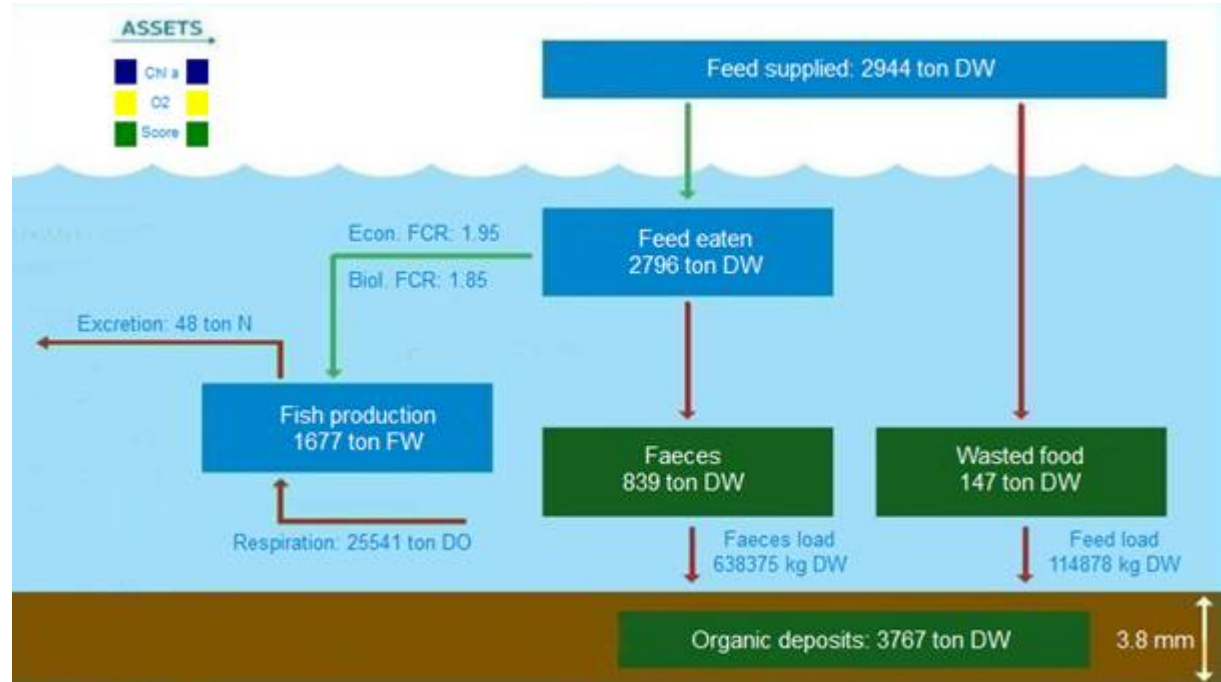 ASSETS
Chl a
O2
Score
Feed supplied: 2944 ton DW
Econ. FCR: 1.95
Biol. FCR: 1.85
Feed eaten
2796 ton DW
Excretion: 48 ton N
Fish production
1677 ton FW
Respiration: 25541 ton DO
Faeces
839 ton DW
Wasted food
147 ton DW
Faeces load
638375 kg DW
Feed load
114878 kg DW
Organic deposits: 3767 ton DW
3.8 mm